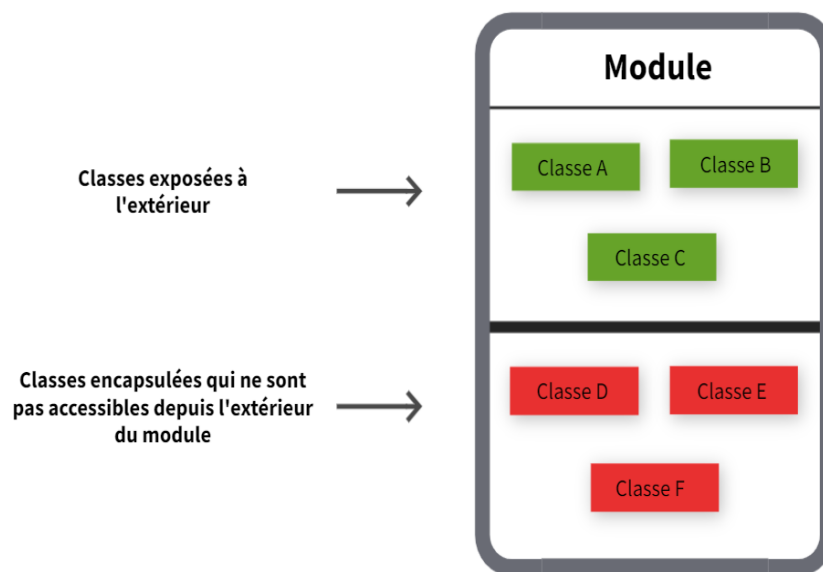 Module
Classes exposées à
l'extérieur
Classe A
Classe B
Classe C
Classes encapsulées qui ne sont
pas accessibles depuis l'extérieur
du module
Classe D
Classe E
Classe F